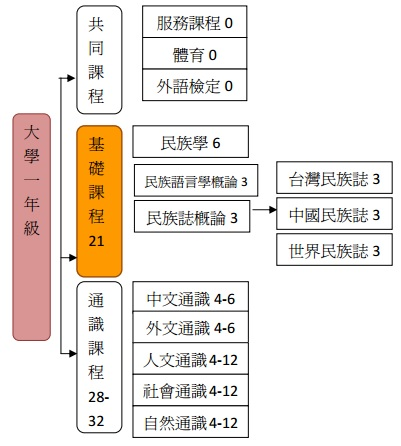 大學一年級
共同課程
服務課程 0
體育 0
外語檢定 0
基礎課程
21
民族學 6
民族語言學概論 3
民族誌概論 3
台灣民族誌 3
中國民族誌 3
世界民族誌 3
通識課程
28-
32
中文通識 4-6
外文通識 4-6
人文通識 4-12
社會通識 4-12
自然通識 4-12